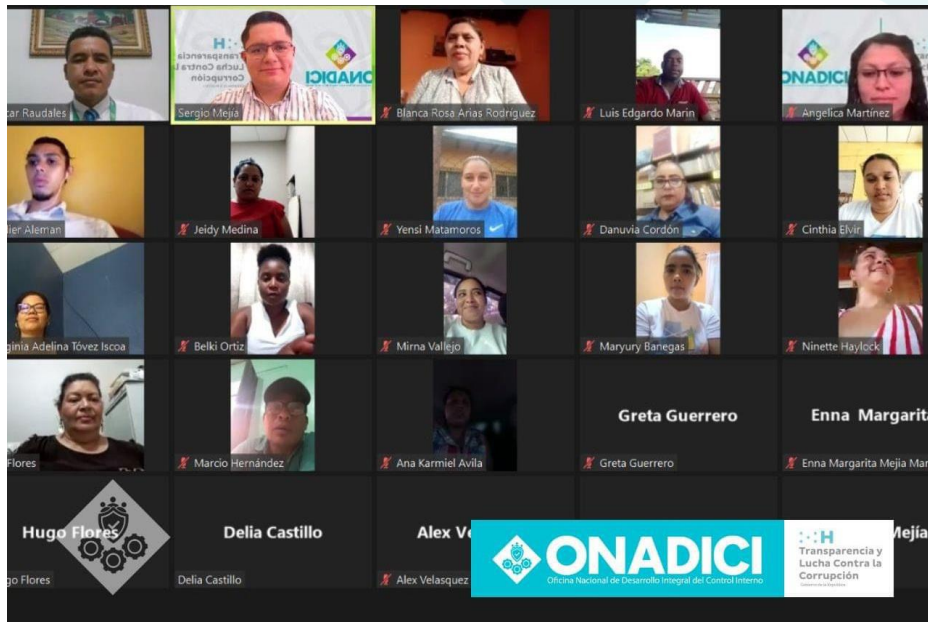 tar Raudales
Transparencia
Lucha Contra la
Corrupción
ONADICI
Sergio Mejía
Blanca Rosa Arias Rodríguez
Luis Edgardo Marin
ONADICI
Angelica Martinez
ier Aleman
Jeidy Medina
Yensi Matamoros
Danuvia Cordón
Cinthia Elvir
ginia Adelina Tóvez Iscoa
Belki Ortiz
Mirna Vallejo
Maryury Banegas
Ninette Haylock
Flores
Marcio Hernández
Ana Karmiel Avila
Greta Guerrero
Greta Guerrero
Enna Margarita
Enna Margarita Mejia Mar
Hugo Flores
go Flores
Delia Castillo
Delia Castillo
Alex Ve
Alex Velasquez
Mejía
ONADICI
Oficina Nacional de Desarrollo Integral del Control Interno
H
Transparencia y
Lucha Contra la
Corrupción